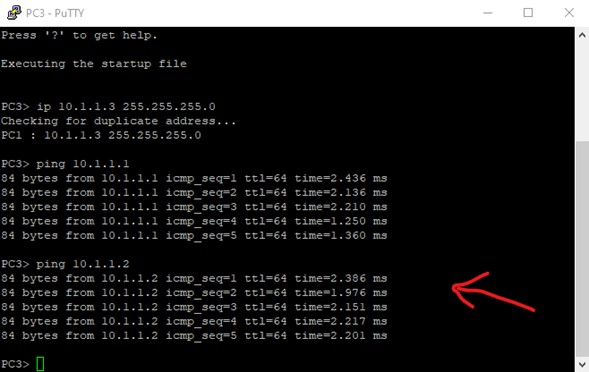 PC3 - PuTTY
Press '?' to get help.
Executing the startup file
PC3> ip 10.1.1.3 255.255.255.0
Checking for duplicate address...
PC1 : 10.1.1.3 255.255.255.0
PC3> ping 10.1.1.1
84 bytes from 10.1.1.1 icmp_seq=1 ttl=64 time=2.436 ms
84 bytes from 10.1.1.1 icmp_seq=2 ttl=64 time=2.136 ms
84 bytes from 10.1.1.1 icmp_seq=3 ttl=64 time=2.210 ms
84 bytes from 10.1.1.1 icmp_seq=4 ttl=64 time=1.250 ms
84 bytes from 10.1.1.1 icmp_seq=5 ttl=64 time=1.360 ms
PC3> ping 10.1.1.2
84 bytes from 10.1.1.2 icmp_seq=1 ttl=64 time=2.386 ms
84 bytes from 10.1.1.2 icmp_seq=2 ttl=64 time=1.976 ms
84 bytes from 10.1.1.2 icmp_seq=3 ttl=64 time=2.151 ms
84 bytes from 10.1.1.2 icmp_seq=4 ttl=64 time=2.217 ms
84 bytes from 10.1.1.2 icmp_seq=5 ttl=64 time=2.201 ms
PC3>